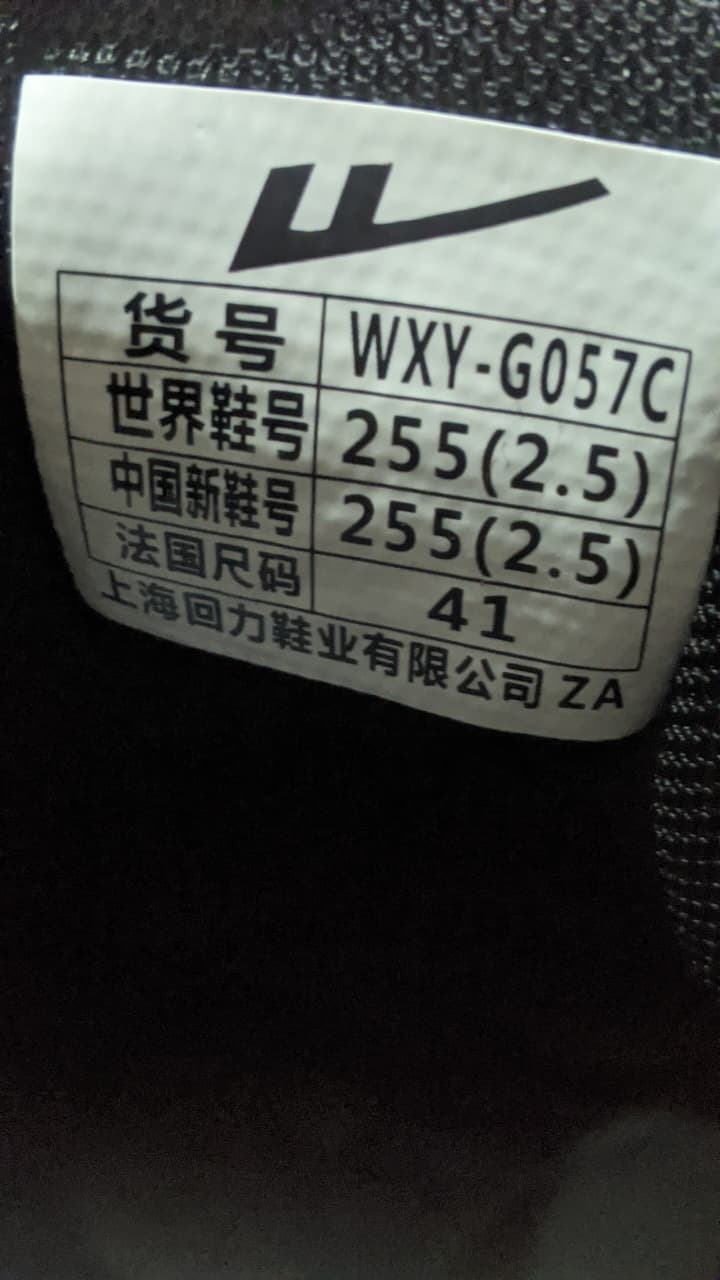 货号 WXY-G057C
世界鞋号 255(2.5)
中国新鞋号 255(2.5)
法国尺码 41
上海回力鞋业有限公司 ZA